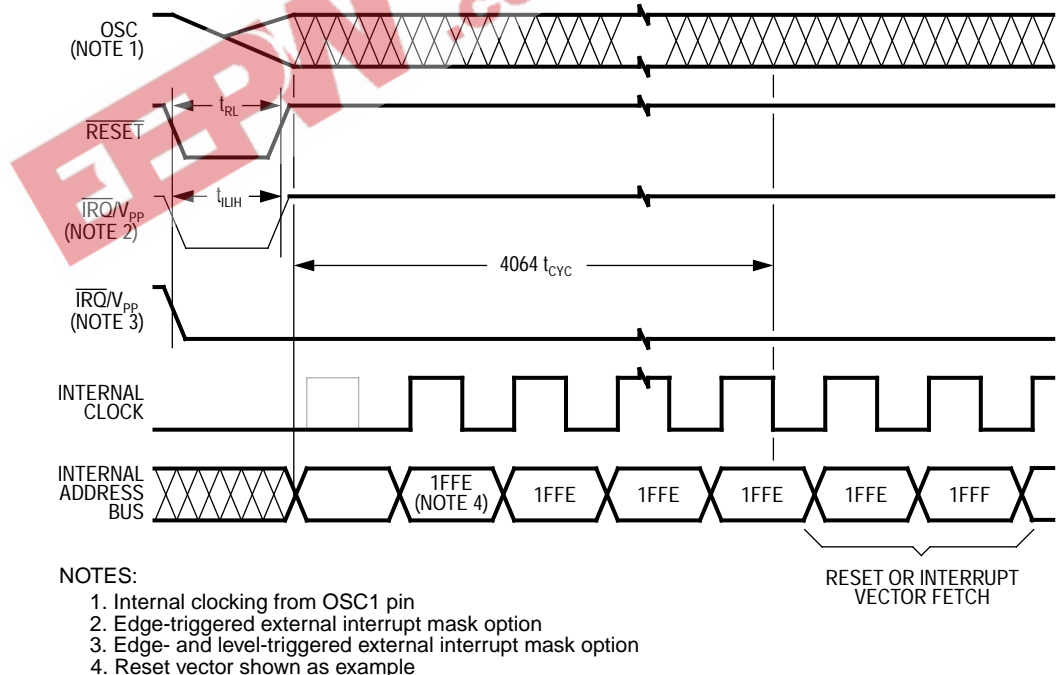 OSC
(NOTE 1)
tRL
RESET
tILIH
IRQ/VPP
(NOTE 2)
4064 tCYC
IRQ/VPP
(NOTE 3)
INTERNAL
CLOCK
INTERNAL
ADDRESS
BUS
1FFE
(NOTE 4)
1FFE
1FFE
1FFE
1FFE
1FFF
RESET OR INTERRUPT
VECTOR FETCH
NOTES:
1. Internal clocking from OSC1 pin
2. Edge-triggered external interrupt mask option
3. Edge- and level-triggered external interrupt mask option
4. Reset vector shown as example